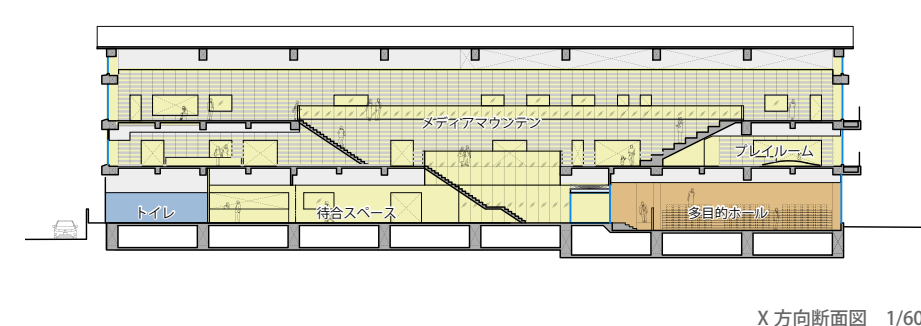 メディアマウンテン
プレイルーム
トイレ
待合スペース
多目的ホール
X 方向断面図 1/60